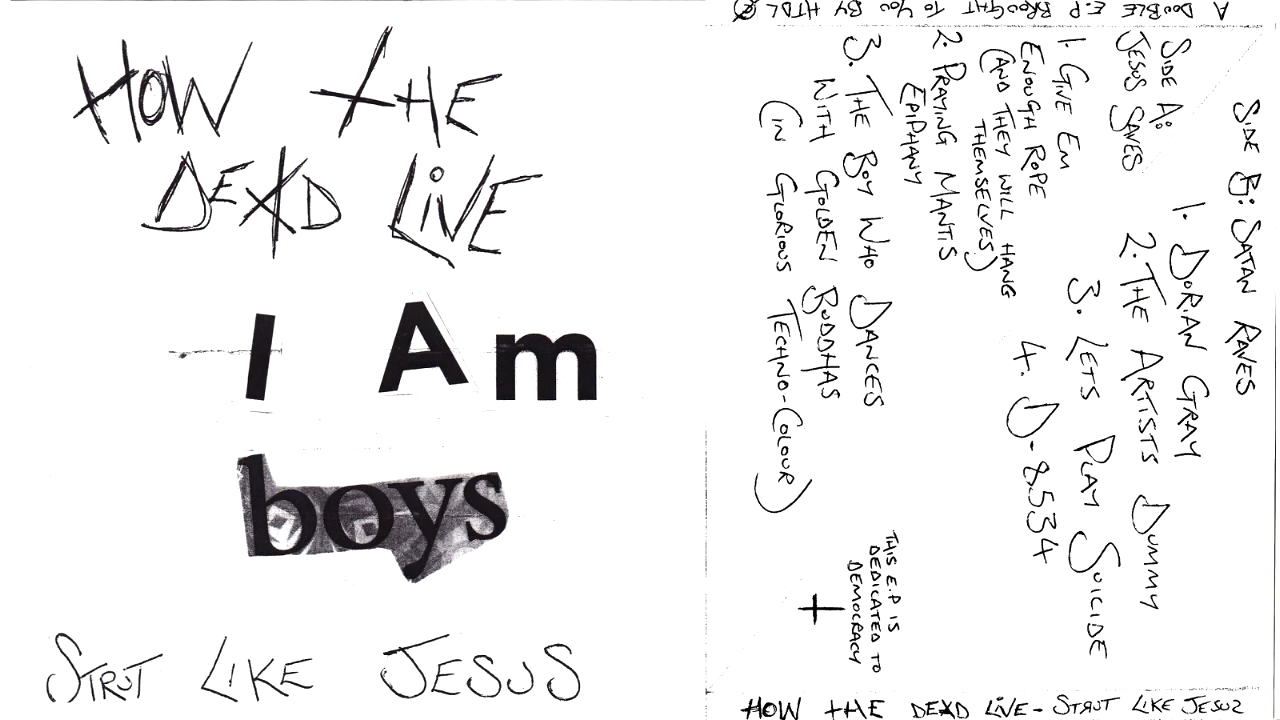 HOW THE
DEAD LiVE
I Am
boys
STRUT LIKE JESUS
A DOUBLE E.P BROUGHT TO YOU BY HTDL
SIDE A:
JESUS SAVES
1. GIVE EM
ENOUGH ROPE
(AND THEY WILL HANG
THEMSELVES)
2. PRAYING MANTIS
EPIPHANY
3. THE BOY WHO DANCES
WITH GOLDEN BUDDHAS
(IN GLORIOUS TECHNO-COLOUR)
SIDE B: SATAN RAVES
1. DORIAN GRAY
2. THE ARTISTS DUMMY
3. LETS PLAY SUICIDE
4. D-8534
THIS E.P IS
DEDICATED TO
DEMOCRACY
HOW THE DEAD LiVE - STRUT LIKE JESUS